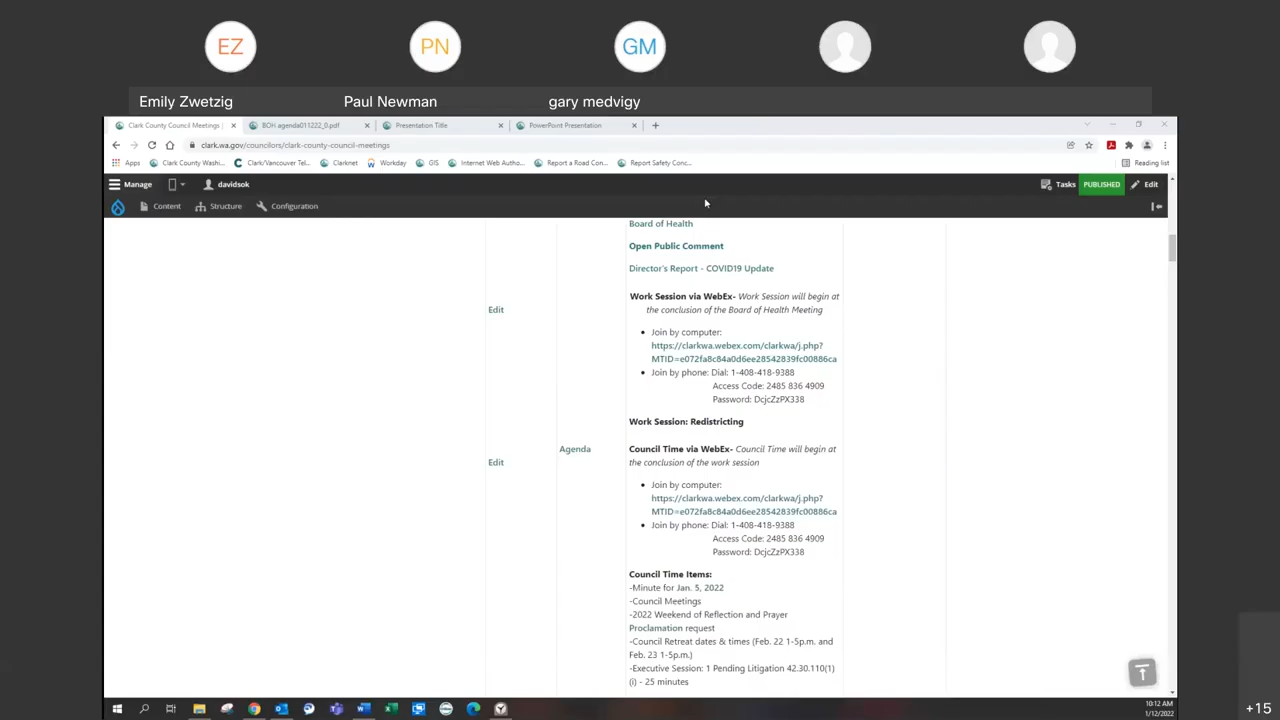 EZ PN GM
Emily Zwetzig Paul Newman gary medvigy
Clark County Council Meetings | BOH agenda011222_0.pdf Presentation Title PowerPoint Presentation
clark.wa.gov/councilors/clark-county-council-meetings
Apps Clark County Washi... Clark/Vancouver Tel... Clarknet Workday GIS Internet Web Autho... Report a Road Con... Report Safety Conc... Reading list
Manage davidsok Tasks PUBLISHED Edit
Content Structure Configuration
Board of Health
Open Public Comment
Director's Report - COVID19 Update
Work Session via WebEx- Work Session will begin at
the conclusion of the Board of Health Meeting
Edit
• Join by computer:
https://clarkwa.webex.com/clarkwa/j.php?
MTID=e072fa8c84a0d6ee28542839fc00886ca
• Join by phone: Dial: 1-408-418-9388
Access Code: 2485 836 4909
Password: DcjcZzPX338
Work Session: Redistricting
Agenda
Council Time via WebEx- Council Time will begin at
the conclusion of the work session
Edit
• Join by computer:
https://clarkwa.webex.com/clarkwa/j.php?
MTID=e072fa8c84a0d6ee28542839fc00886ca
• Join by phone: Dial: 1-408-418-9388
Access Code: 2485 836 4909
Password: DcjcZzPX338
Council Time Items:
-Minute for Jan. 5, 2022
-Council Meetings
-2022 Weekend of Reflection and Prayer
Proclamation request
-Council Retreat dates & times (Feb. 22 1-5p.m. and
Feb. 23 1-5p.m.)
-Executive Session: 1 Pending Litigation 42.30.110(1)
(i) - 25 minutes
10:12 AM
1/12/2022
+15